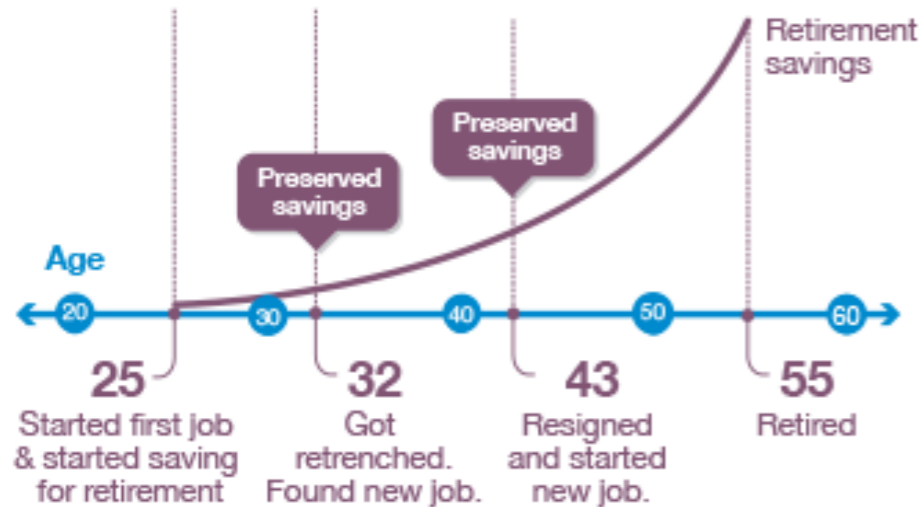 Retirement
savings
Preserved
savings
Preserved
savings
Age
20
30
40
50
60
25
Started first job
& started saving
for retirement
32
Got
retrenched.
Found new job.
43
Resigned
and started
new job.
55
Retired